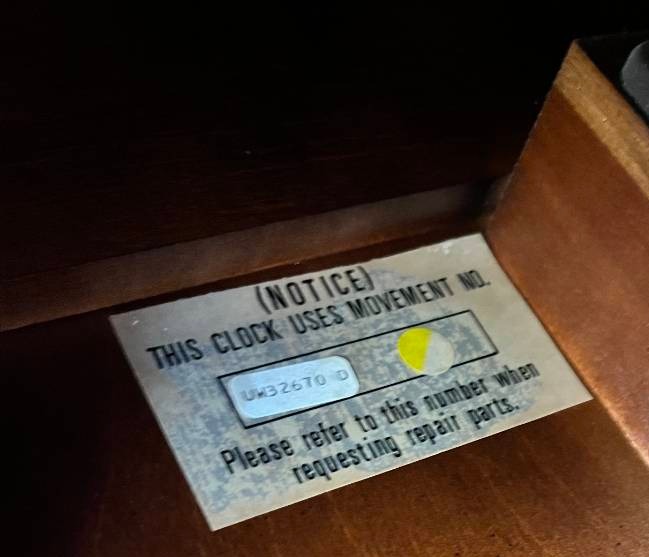 (NOTICE)
THIS CLOCK USES MOVEMENT NO.
UW32670 D
Please refer to this number when
requesting repair parts.